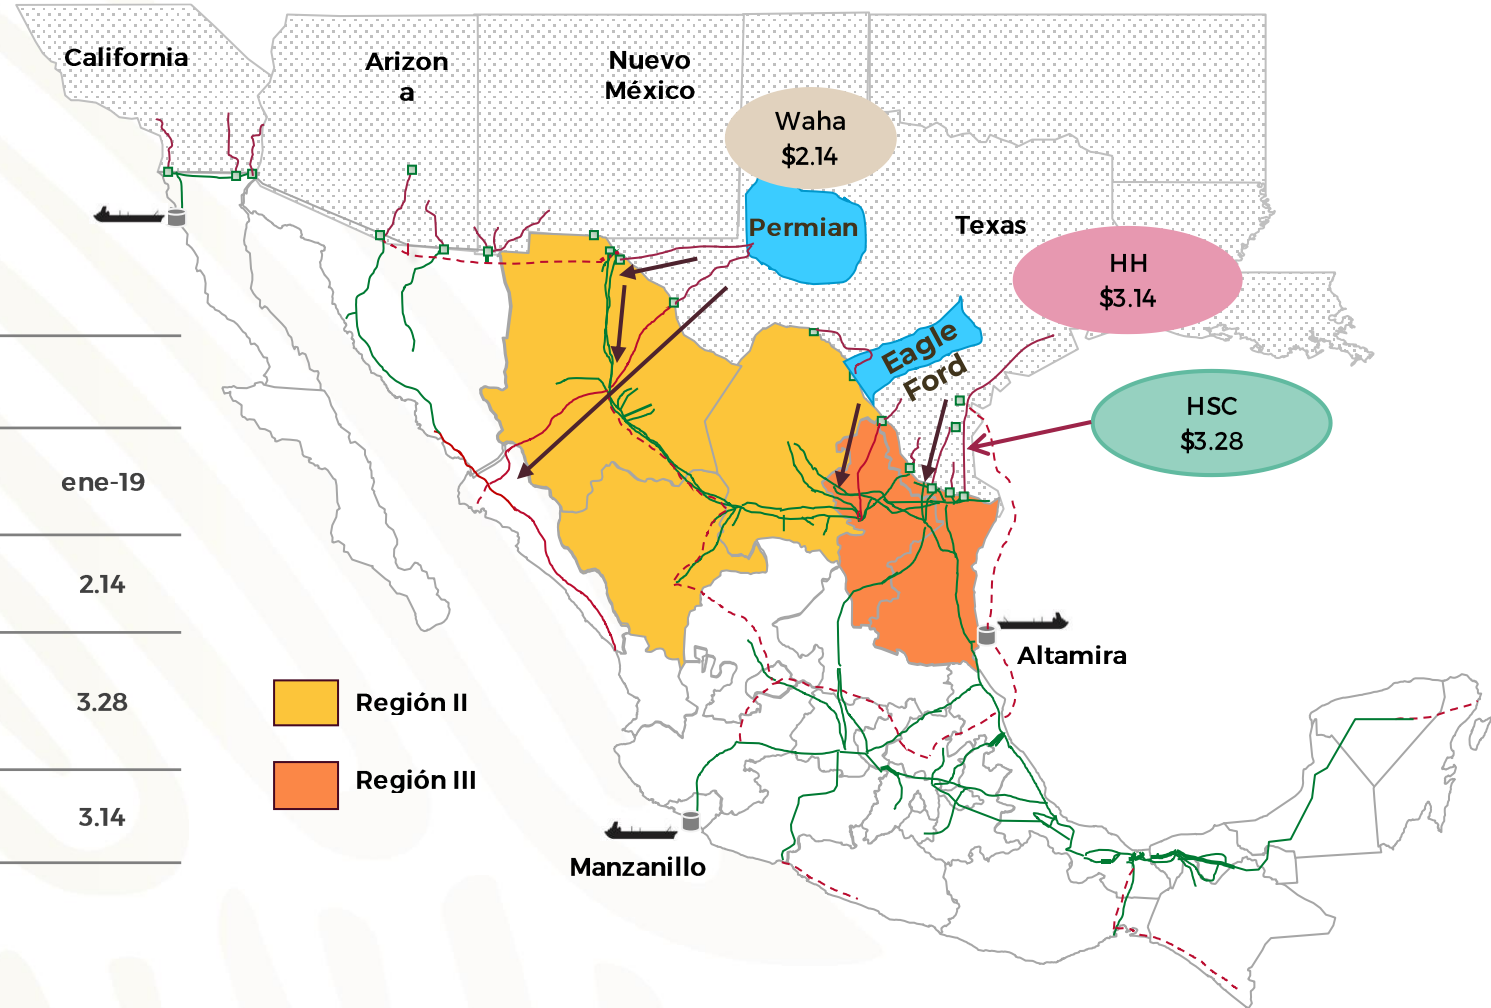 California
Arizon
a
Nuevo
México
Waha
$2.14
Permian
Texas
HH
$3.14
Eagle
Ford
HSC
$3.28
ene-19
2.14
3.28
3.14
Región II
Región III
Altamira
Manzanillo